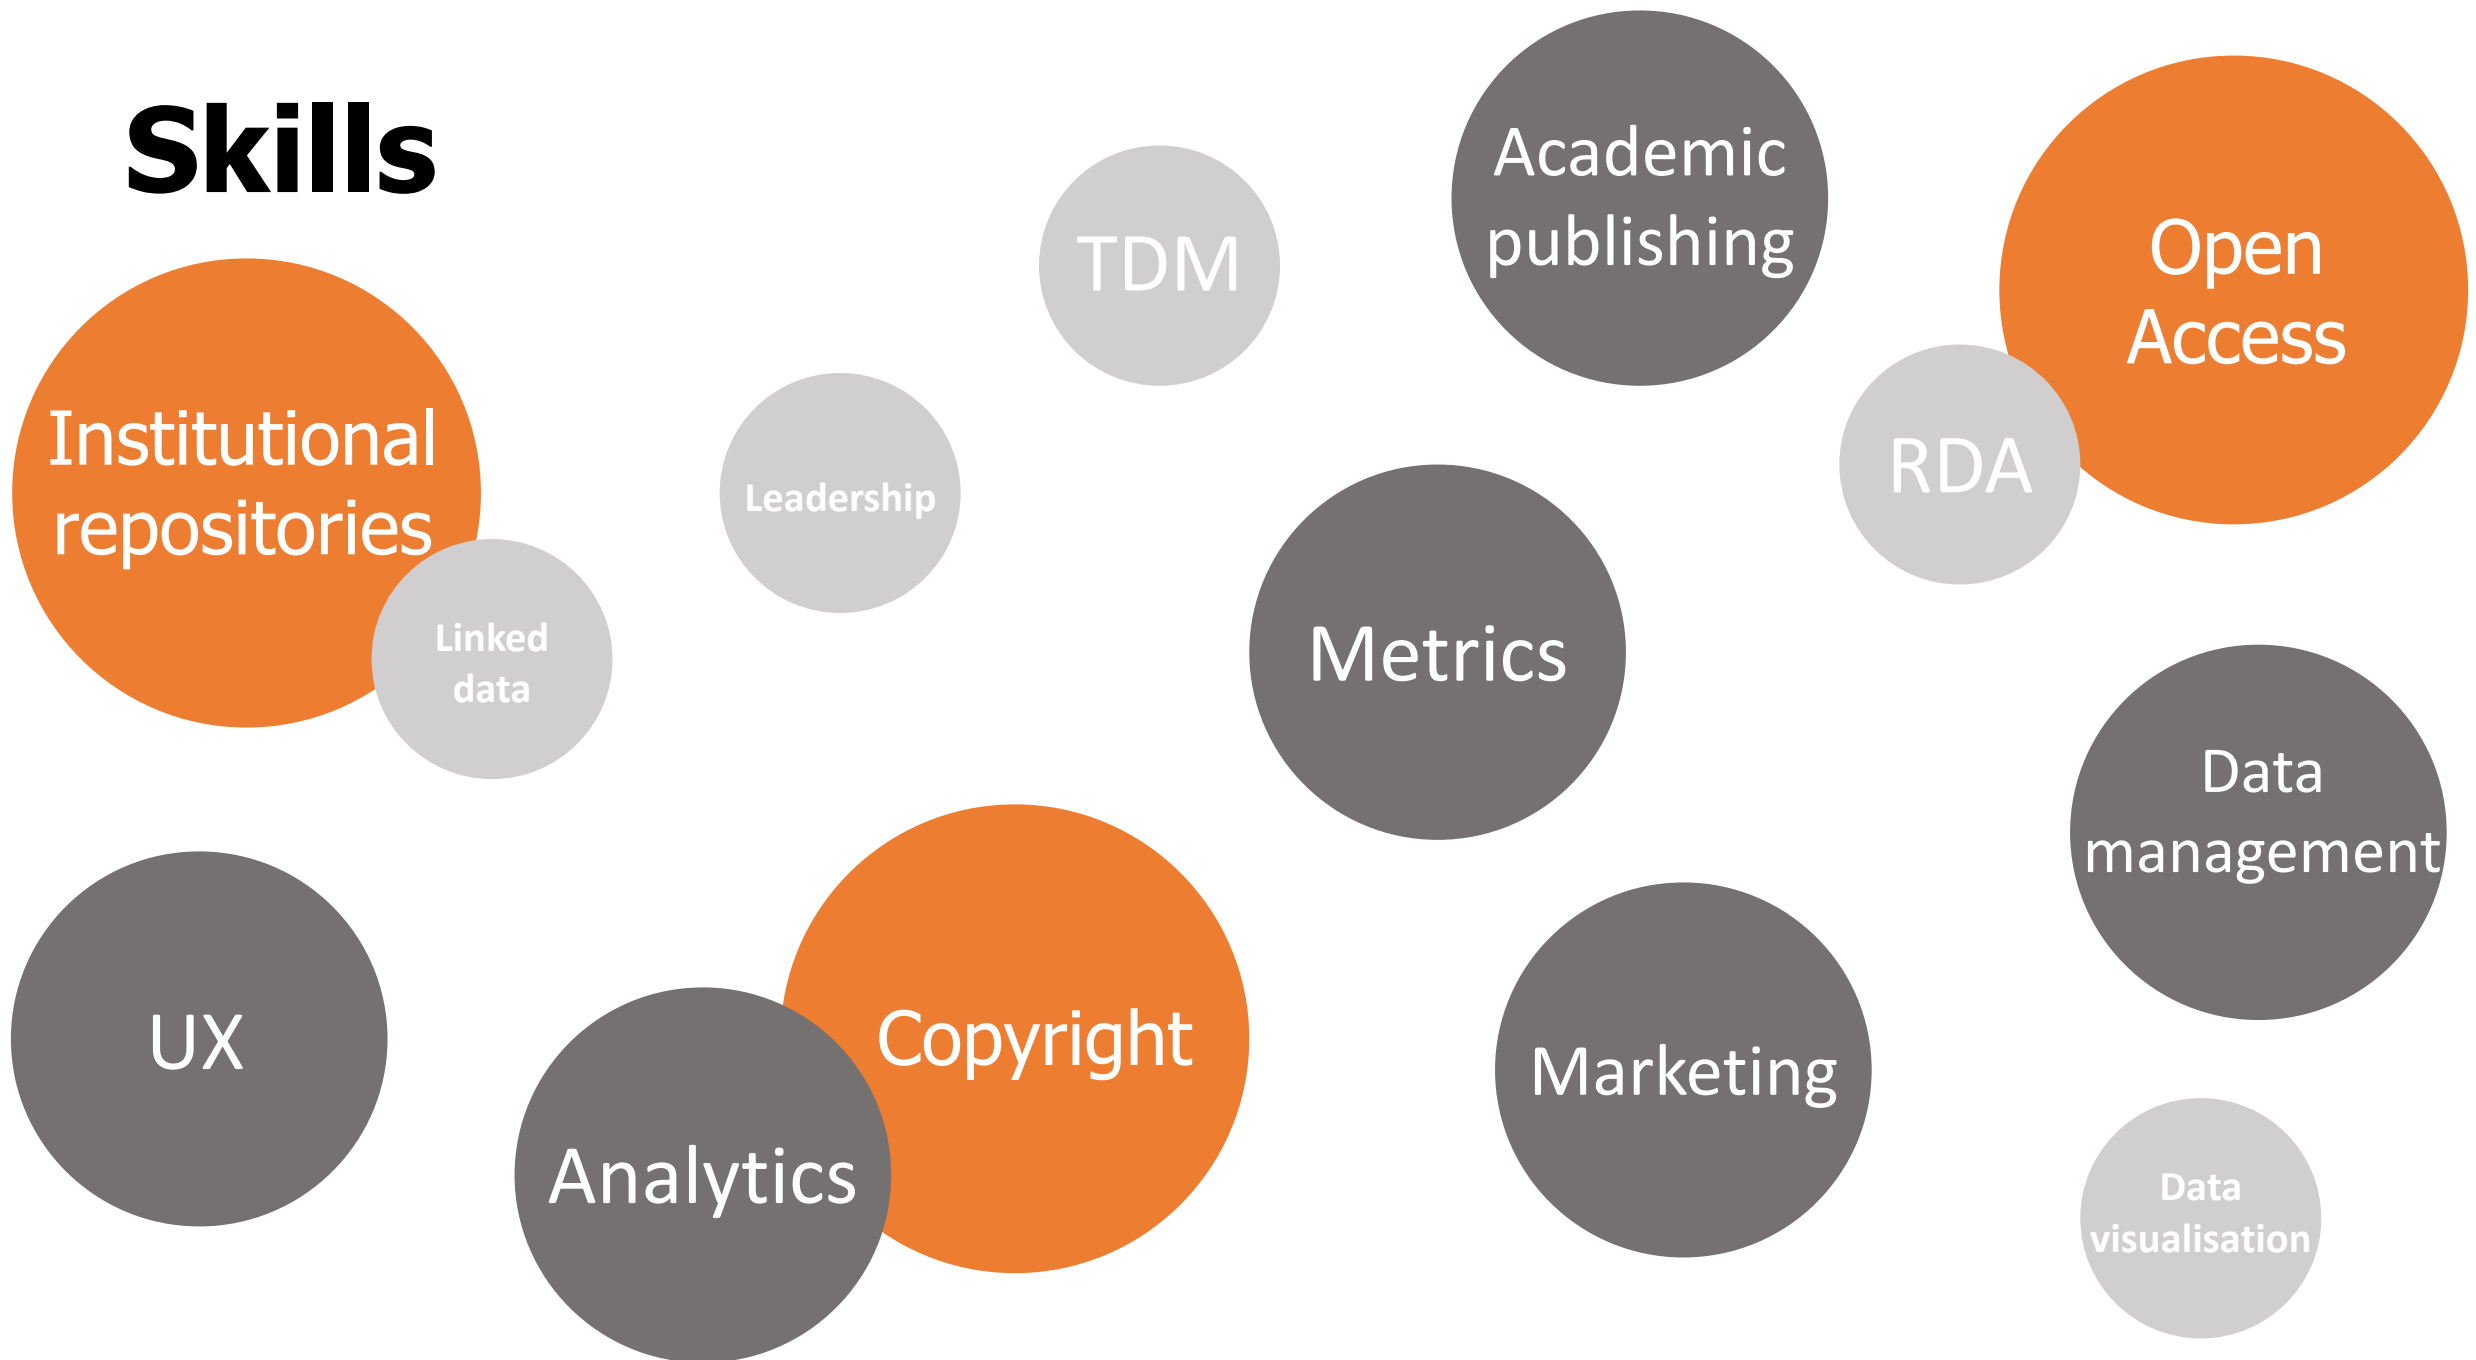 Skills
Academic
publishing
TDM
Open
Access
Institutional
repositories
Leadership
RDA
Linked
data
Metrics
Data
management
UX
Copyright
Analytics
Marketing
Data
visualisation